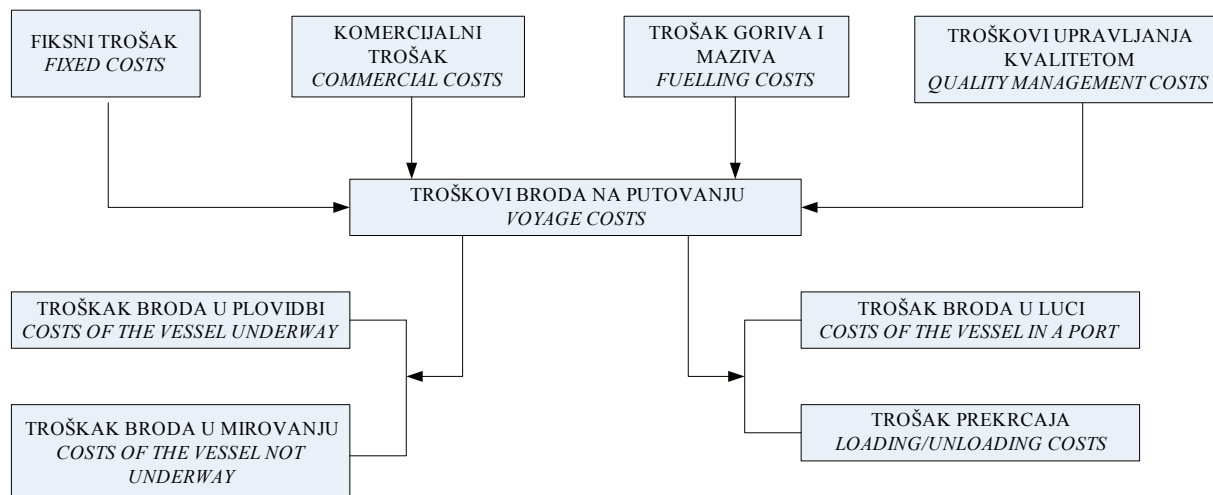 FIKSNI TROŠAK
FIXED COSTS
KOMERCIJALNI
TROŠAK
COMMERCIAL COSTS
TROŠAK GORIVA I
MAZIVA
FUELLING COSTS
TROŠKOVI UPRAVLJANJA
KVALITETOM
QUALITY MANAGEMENT COSTS
TROŠKOVI BRODA NA PUTOVANJU
VOYAGE COSTS
TROŠKAK BRODA U PLOVIDBI
COSTS OF THE VESSEL UNDERWAY
TROŠAK BRODA U LUCI
COSTS OF THE VESSEL IN A PORT
TROŠKAK BRODA U MIROVANJU
COSTS OF THE VESSEL NOT
UNDERWAY
TROŠAK PREKRCAJA
LOADING/UNLOADING COSTS